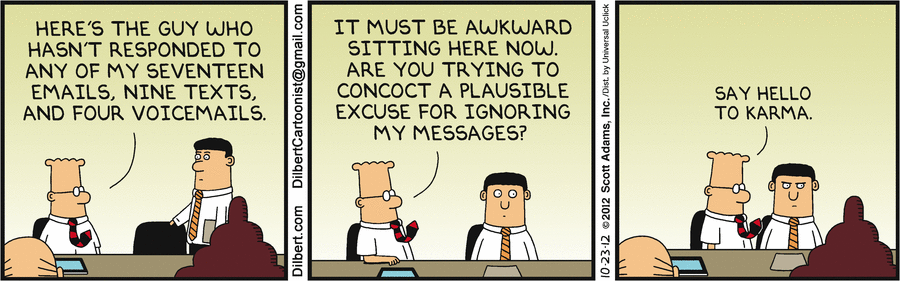 HERE'S THE GUY WHO
HASN'T RESPONDED TO
ANY OF MY SEVENTEEN
EMAILS, NINE TEXTS,
AND FOUR VOICEMAILS.
Dilbert.com DilbertCartoonist@gmail.com
IT MUST BE AWKWARD
SITTING HERE NOW.
ARE YOU TRYING TO
CONCOCT A PLAUSIBLE
EXCUSE FOR IGNORING
MY MESSAGES?
10-23-12 © 2012 Scott Adams, Inc. /Dist. by Universal Uclick
SAY HELLO
TO KARMA.